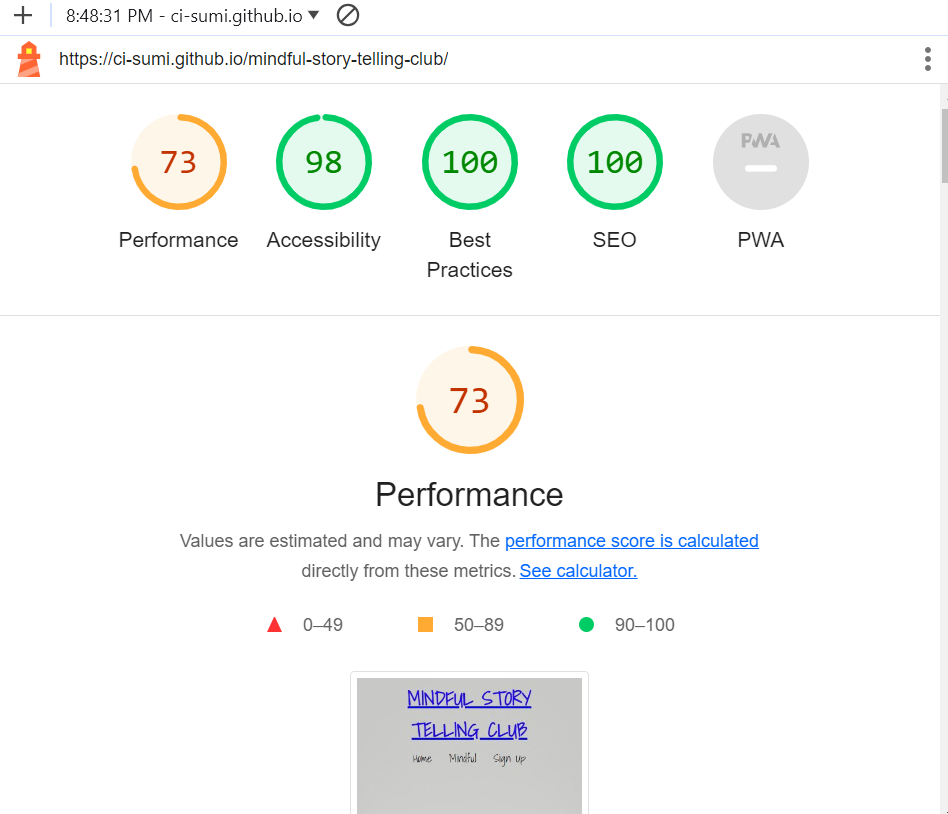 8:48:31 PM - ci-sumi.github.io
https://ci-sumi.github.io/mindful-story-telling-club/
73
98
100
100
PWA
Performance
Accessibility
Best
Practices
SEO
PWA
73
Performance
Values are estimated and may vary. The performance score is calculated
directly from these metrics. See calculator.
0–49
50–89
90–100
MINDFUL STORY
TELLING CLUB
Home Mindful Sign Up